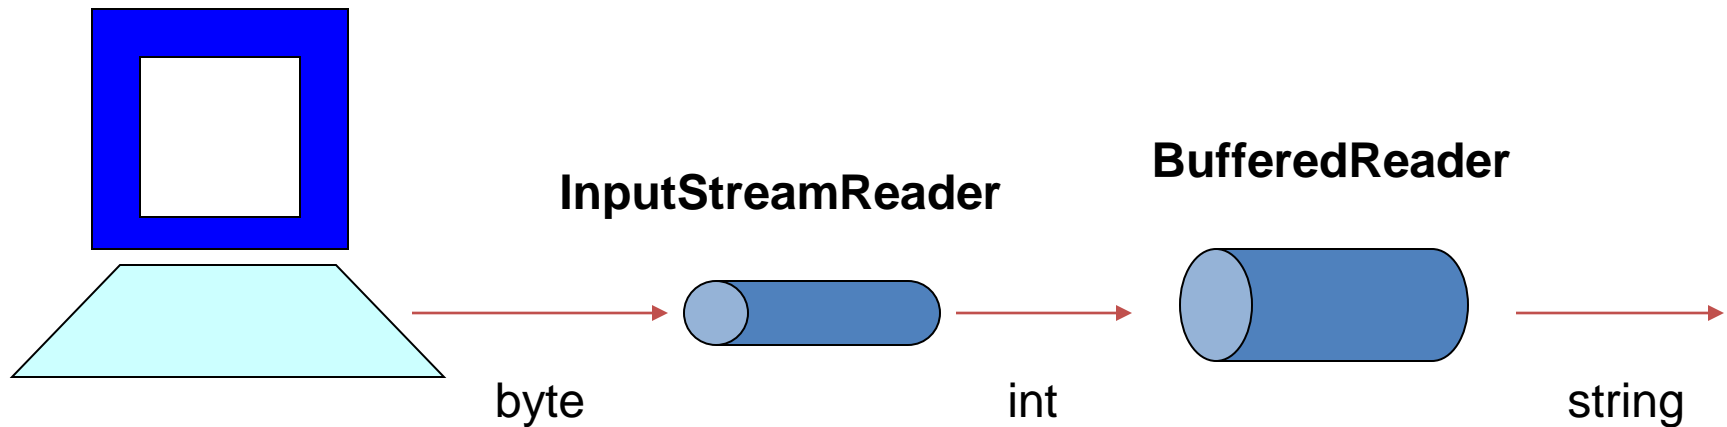 BufferedReader
InputStreamReader
byte
int
string